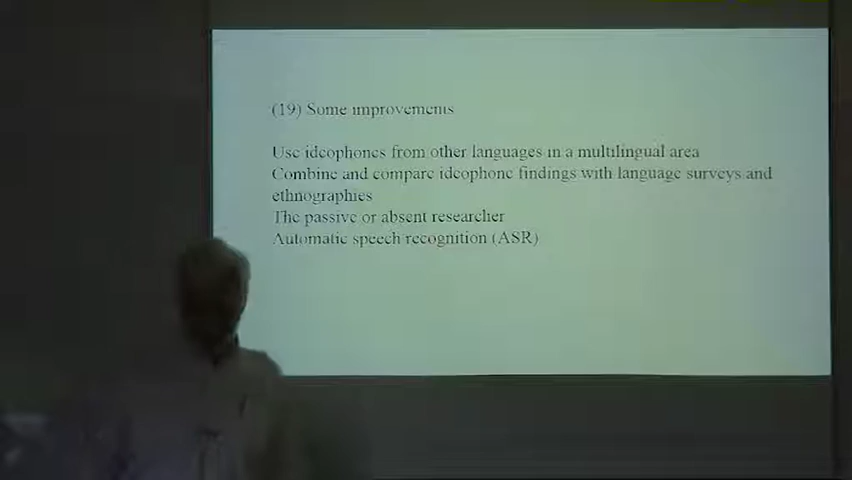 (19) Some improvements
Use ideophones from other languages in a multilingual area
Combine and compare ideophone findings with language surveys and
ethnographies
The passive or absent researcher
Automatic speech recognition (ASR)